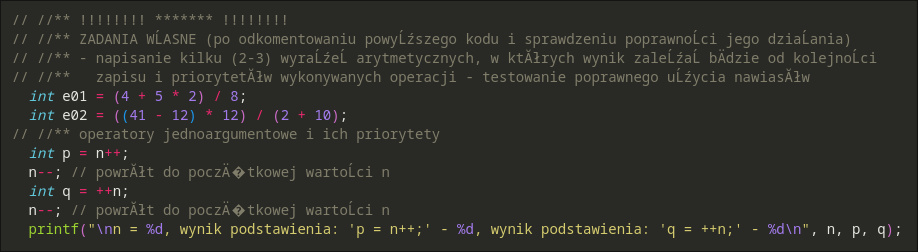 // //** !!!!!!!! ******* !!!!!!!!
// //** ZADANIA WĹASNE (po odkomentowaniu powyĹźszego kodu i sprawdzeniu poprawnoĹci jego dziaĹania)
// //** - napisanie kilku (2-3) wyraĹźeĹ arytmetycznych, w ktĂłrych wynik zaleĹźaĹ bÄdzie od kolejnoĹci
// //**   zapisu i priorytetĂłw wykonywanych operacji - testowanie poprawnego uĹźycia nawiasĂłw
int e01 = (4 + 5 * 2) / 8;
int e02 = ((41 - 12) * 12) / (2 + 10);
// //** operatory jednoargumentowe i ich priorytety
int p = n++;
n--; // powrĂłt do poczÄ�tkowej wartoĹci n
int q = ++n;
n--; // powrĂłt do poczÄ�tkowej wartoĹci n
printf("\nn = %d, wynik podstawienia: 'p = n++;' - %d, wynik podstawienia: 'q = ++n;' - %d\n", n, p, q);